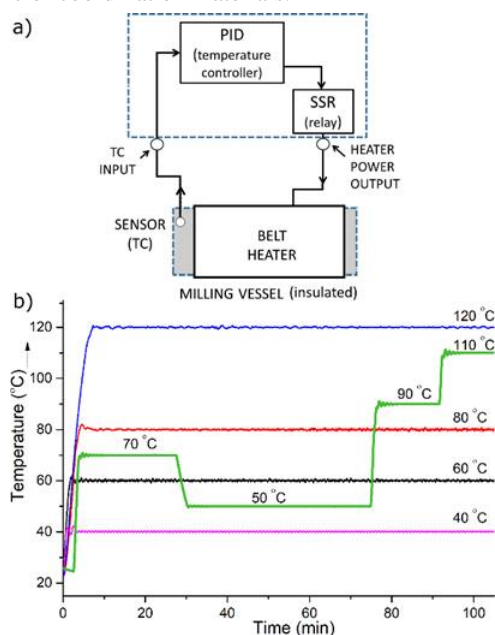 a)
PID
(temperature
controller)
SSR
(relay)
TC
INPUT
HEATER
POWER
OUTPUT
SENSOR
(TC)
BELT
HEATER
MILLING VESSEL (insulated)
b)
120 °C
110 °C
90 °C
80 °C
70 °C
60 °C
50 °C
40 °C
120
100
80
60
40
20
Temperature (°C)
0
20
40
60
80
100
Time (min)